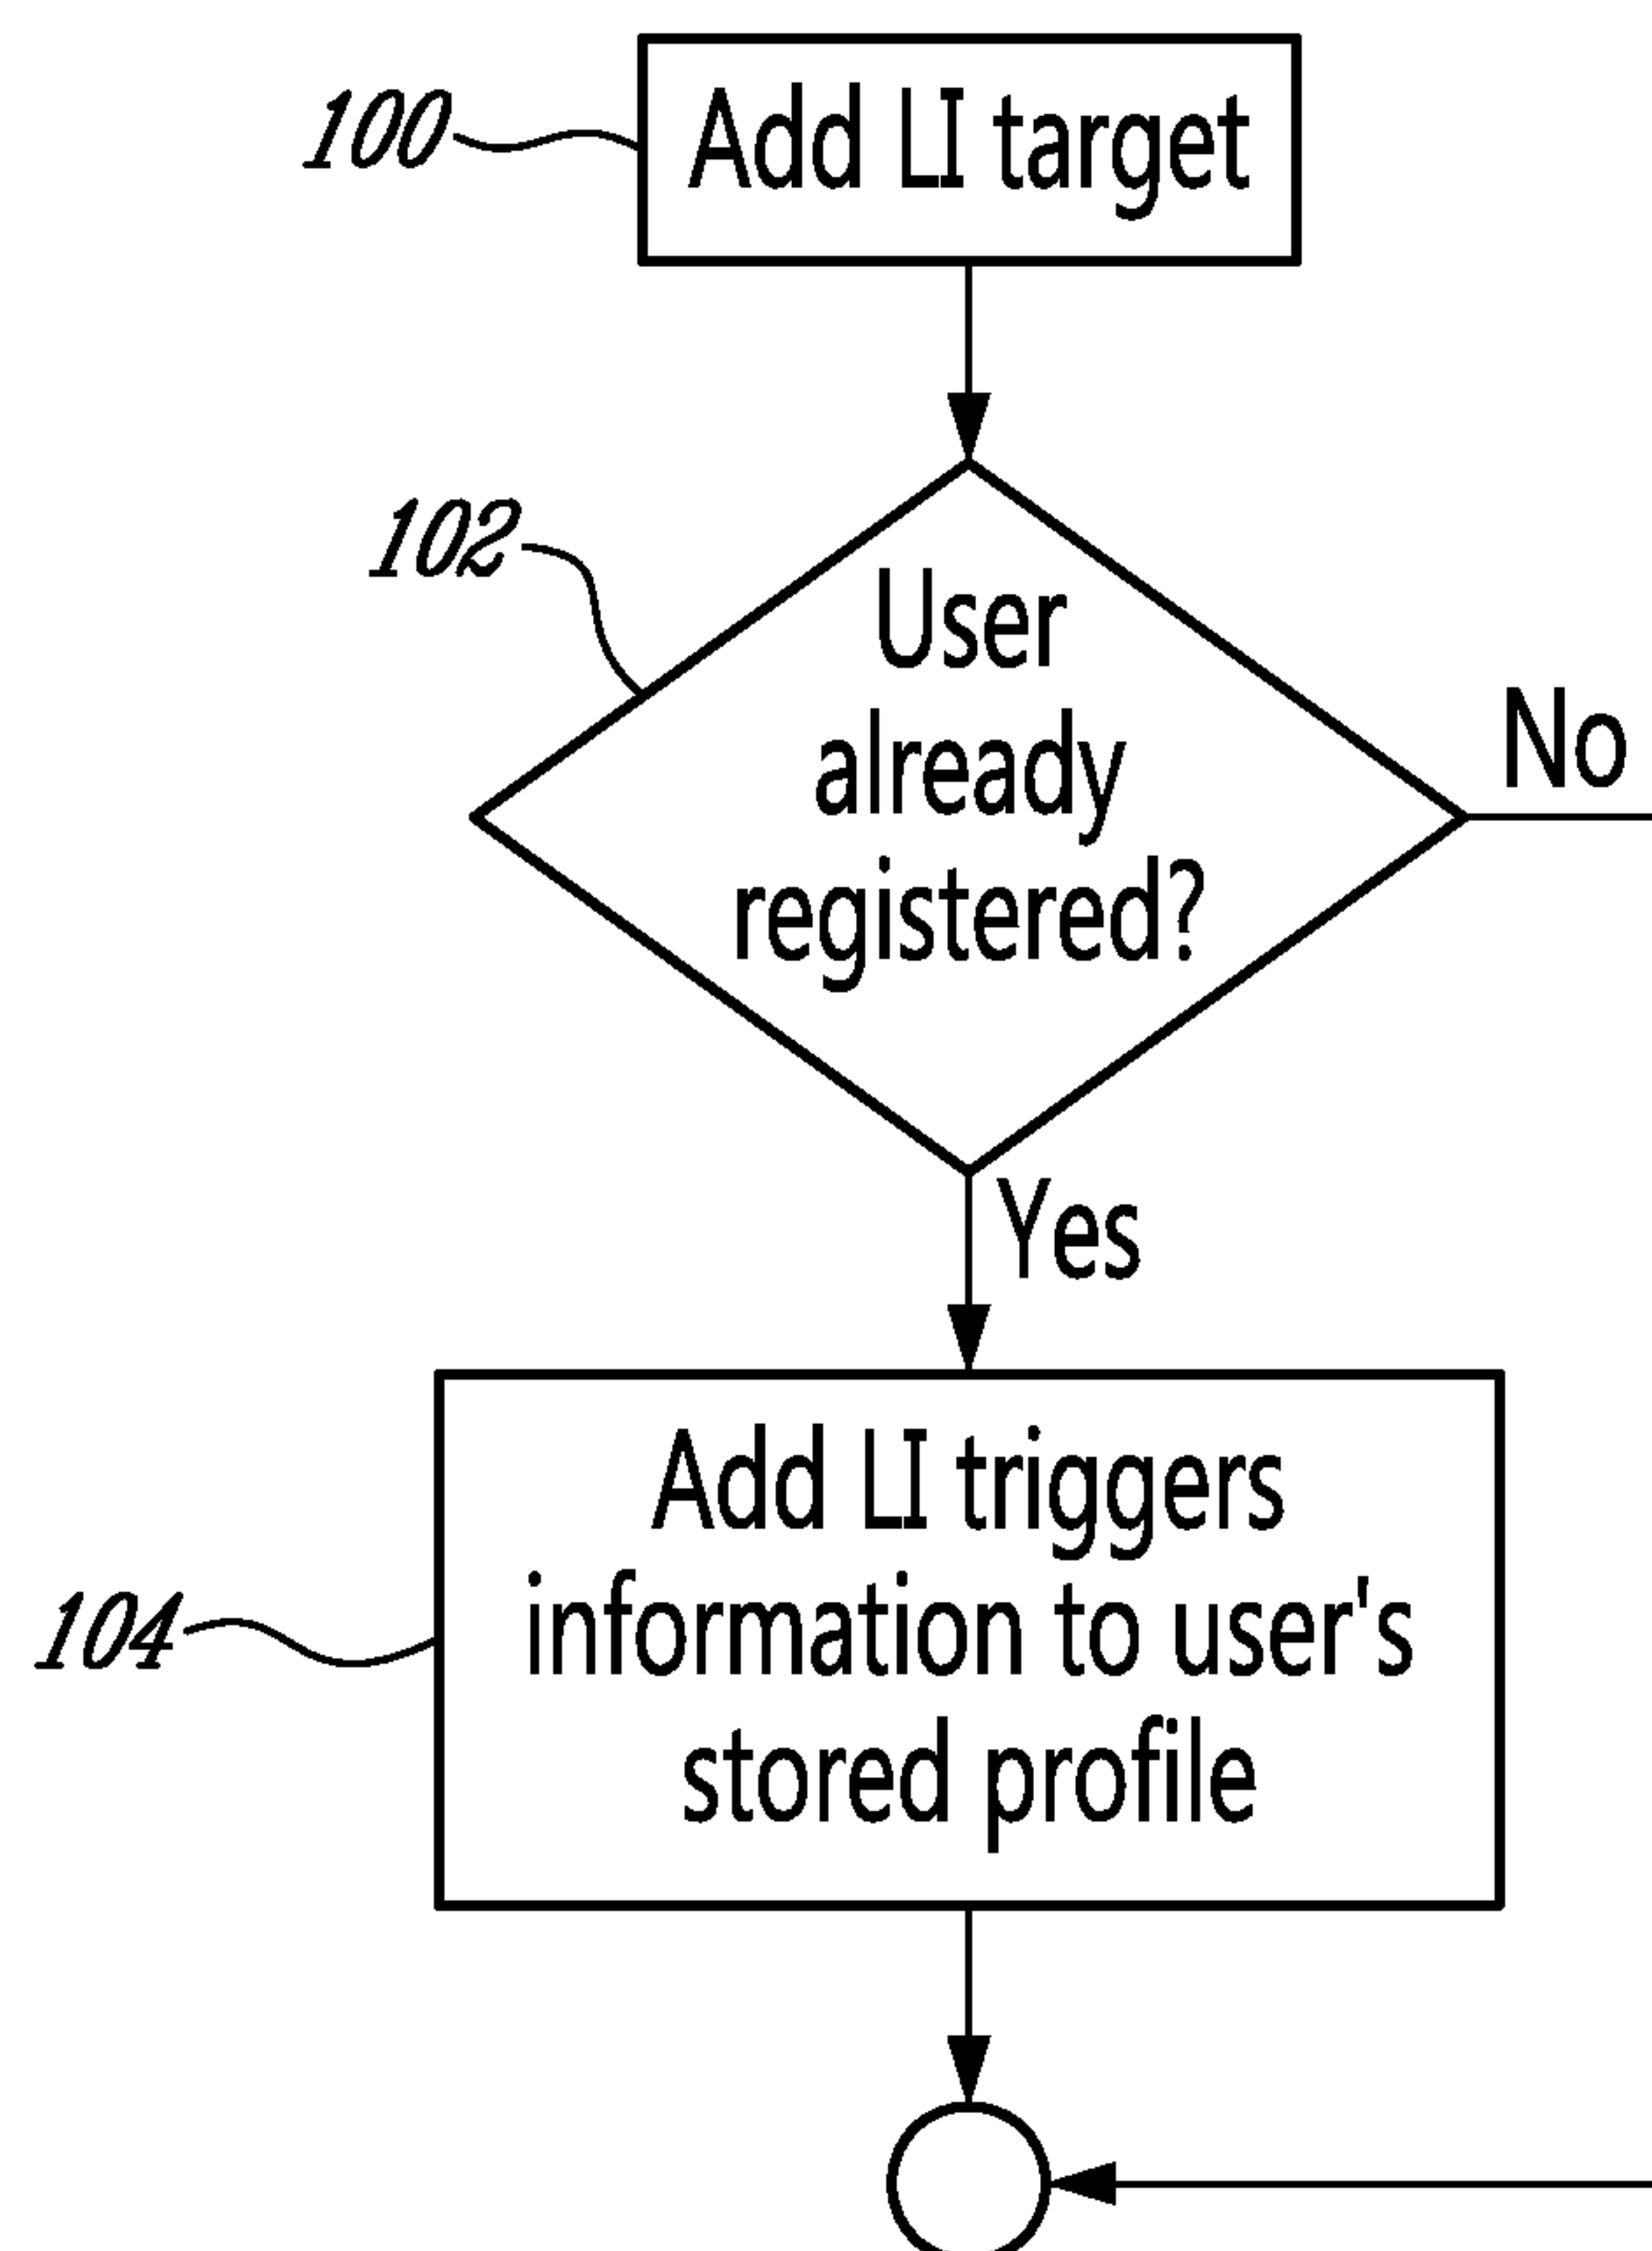 100
Add LI target
102
User
already
registered?
No
Yes
Add LI triggers
104
information to user's
stored profile